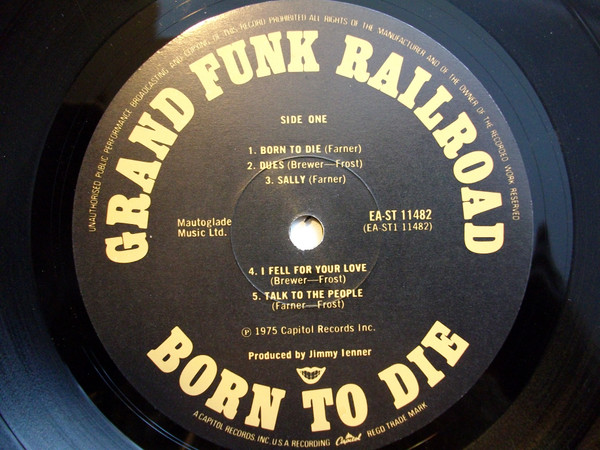 UNAUTHORISED PUBLIC PERFORMANCE BROADCASTING AND COPYING OF THIS RECORD PROHIBITED ALL RIGHTS OF THE MANUFACTURER AND OF THE OWNER OF THE RECORDED WORK RESERVED
GRAND FUNK RAILROAD
SIDE ONE
1. BORN TO DIE (Farner)
2. DUES (Brewer—Frost)
3. SALLY (Farner)
Mautoglade
Music Ltd.
EA-ST 11482
(EA-ST1 11482)
4. I FELL FOR YOUR LOVE
(Brewer—Frost)
5. TALK TO THE PEOPLE
(Farner—Frost)
Ⓟ 1975 Capitol Records Inc.
Produced by Jimmy Ienner
BORN TO DIE
A CAPITOL RECORDS, INC. U.S.A RECORDING Capitol REGD TRADE MARK